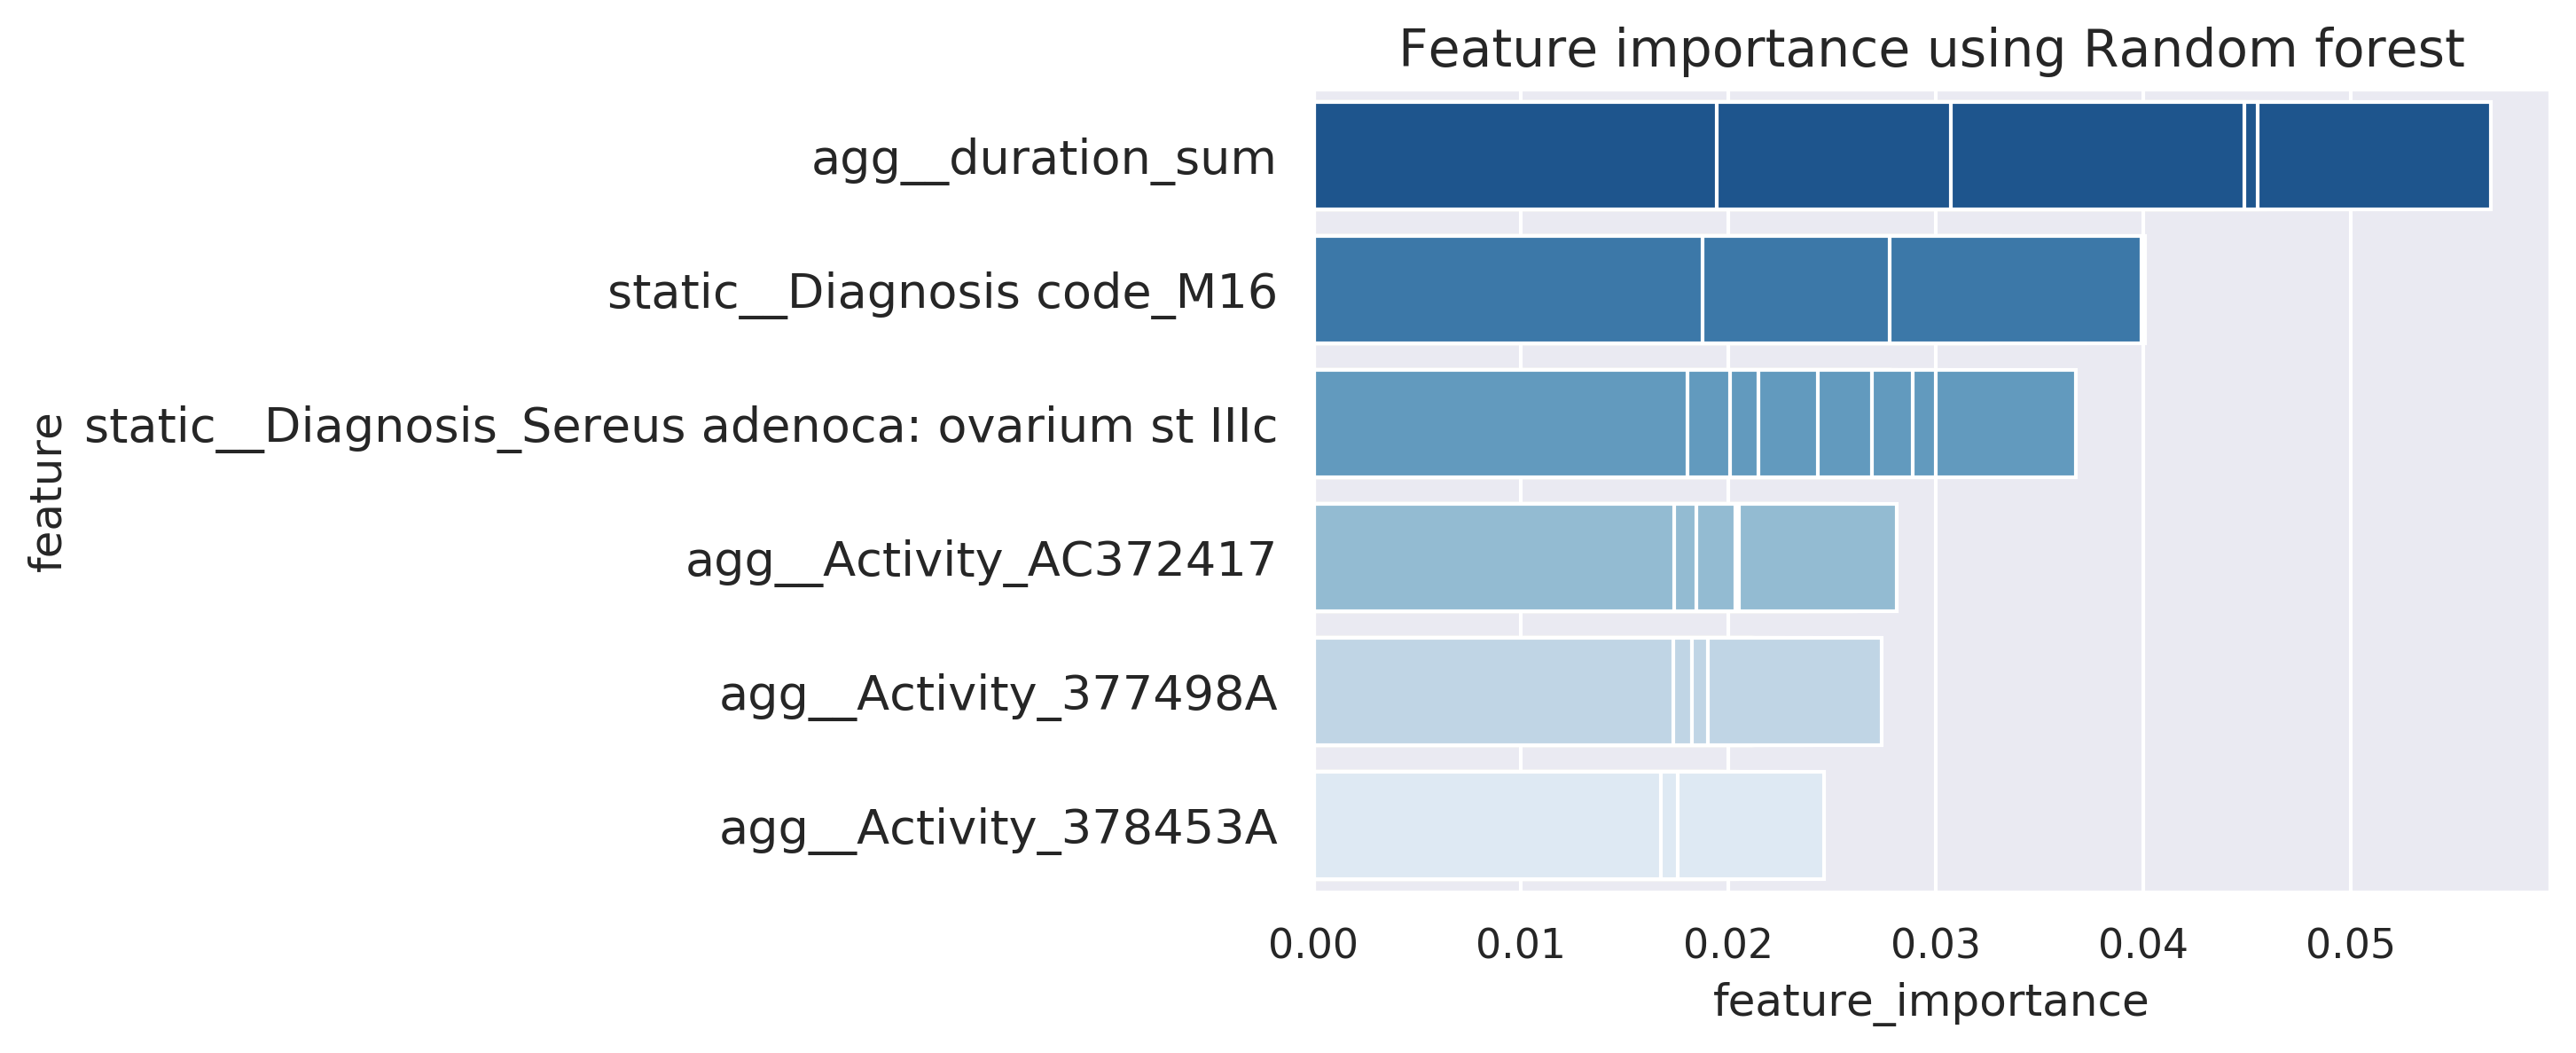 Feature importance using Random forest
feature
agg__duration_sum
static__Diagnosis code_M16
static__Diagnosis_Sereus adenoca: ovarium st IIIc
agg__Activity_AC372417
agg__Activity_377498A
agg__Activity_378453A
0.00 0.01 0.02 0.03 0.04 0.05
feature_importance